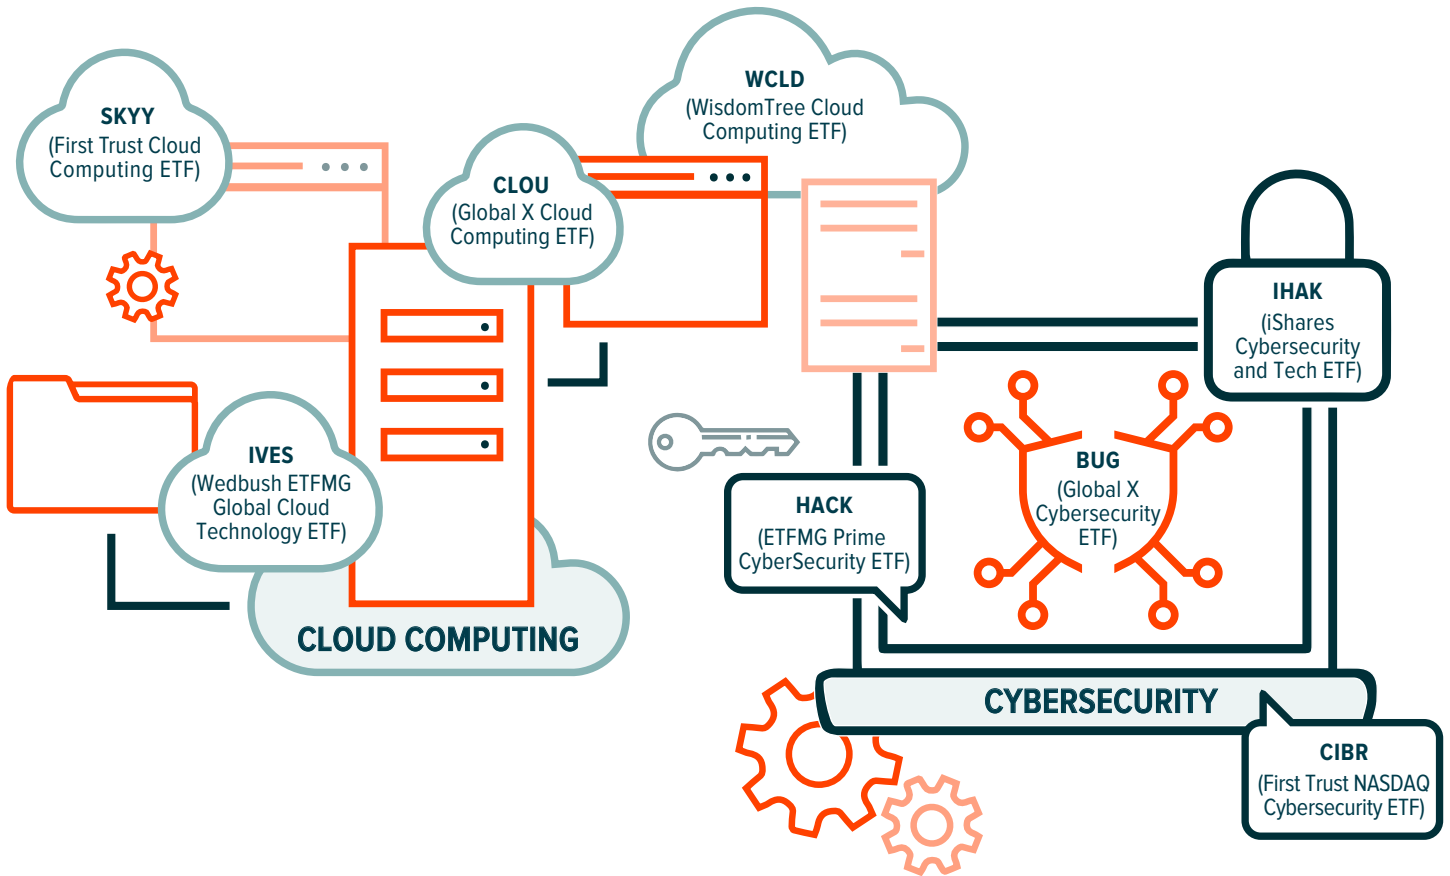 SKYY
(First Trust Cloud
Computing ETF)
CLOU
(Global X Cloud
Computing ETF)
WCLD
(WisdomTree Cloud
Computing ETF)
IVES
(Wedbush ETFMG
Global Cloud
Technology ETF)
CLOUD COMPUTING
IHAK
(iShares
Cybersecurity
and Tech ETF)
BUG
(Global X
Cybersecurity
ETF)
HACK
(ETFMG Prime
CyberSecurity ETF)
CYBERSECURITY
CIBR
(First Trust NASDAQ
Cybersecurity ETF)